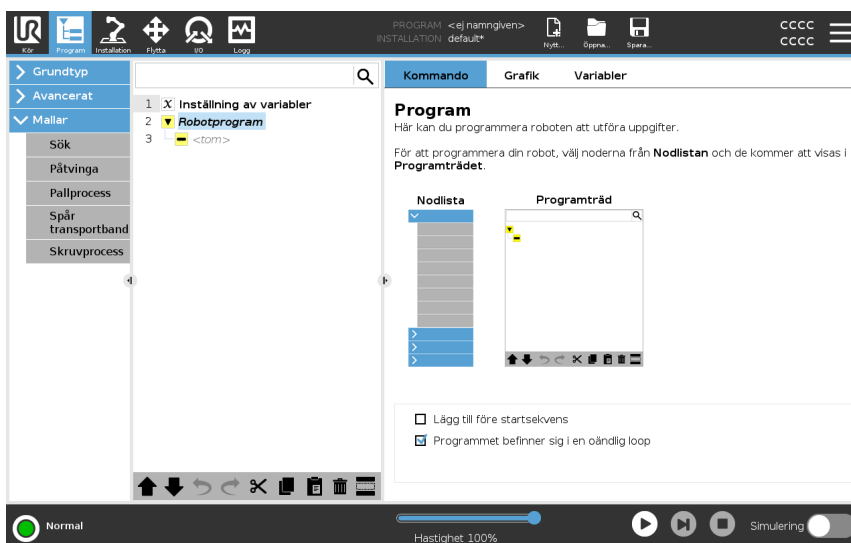 UR
PROGRAM <ej namngiven>
INSTALLATION default*
CCCC
CCCC
Kör Program Installation Flytta I/O Logg Nytt... Öppna... Spara...
Grundtyp
Avancerat
Mallar
Sök
Påtvinga
Pallprocess
Spår
transportband
Skruvprocess
1 X Inställning av variabler
2 Robotprogram
3 <tom>
Kommando Grafik Variabler
Program
Här kan du programmera roboten att utföra uppgifter.
För att programmera din robot, välj noderna från Nodlistan och de kommer att visas i
Programträdet.
Nodlista Programträd
Lägg till före startsekvens
Programmet befinner sig i en oändlig loop
Normal
Hastighet 100%
Simulering